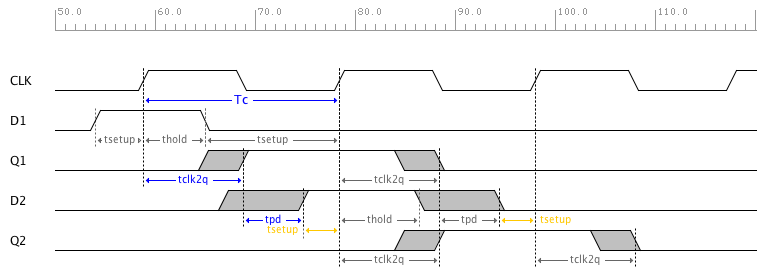 50.0 60.0 70.0 80.0 90.0 100.0 110.0
CLK
Tc
D1
tsetup thold tsetup
Q1
tclk2q tclk2q
D2
tpd thold tpd tsetup
tsetup
Q2
tclk2q tclk2q